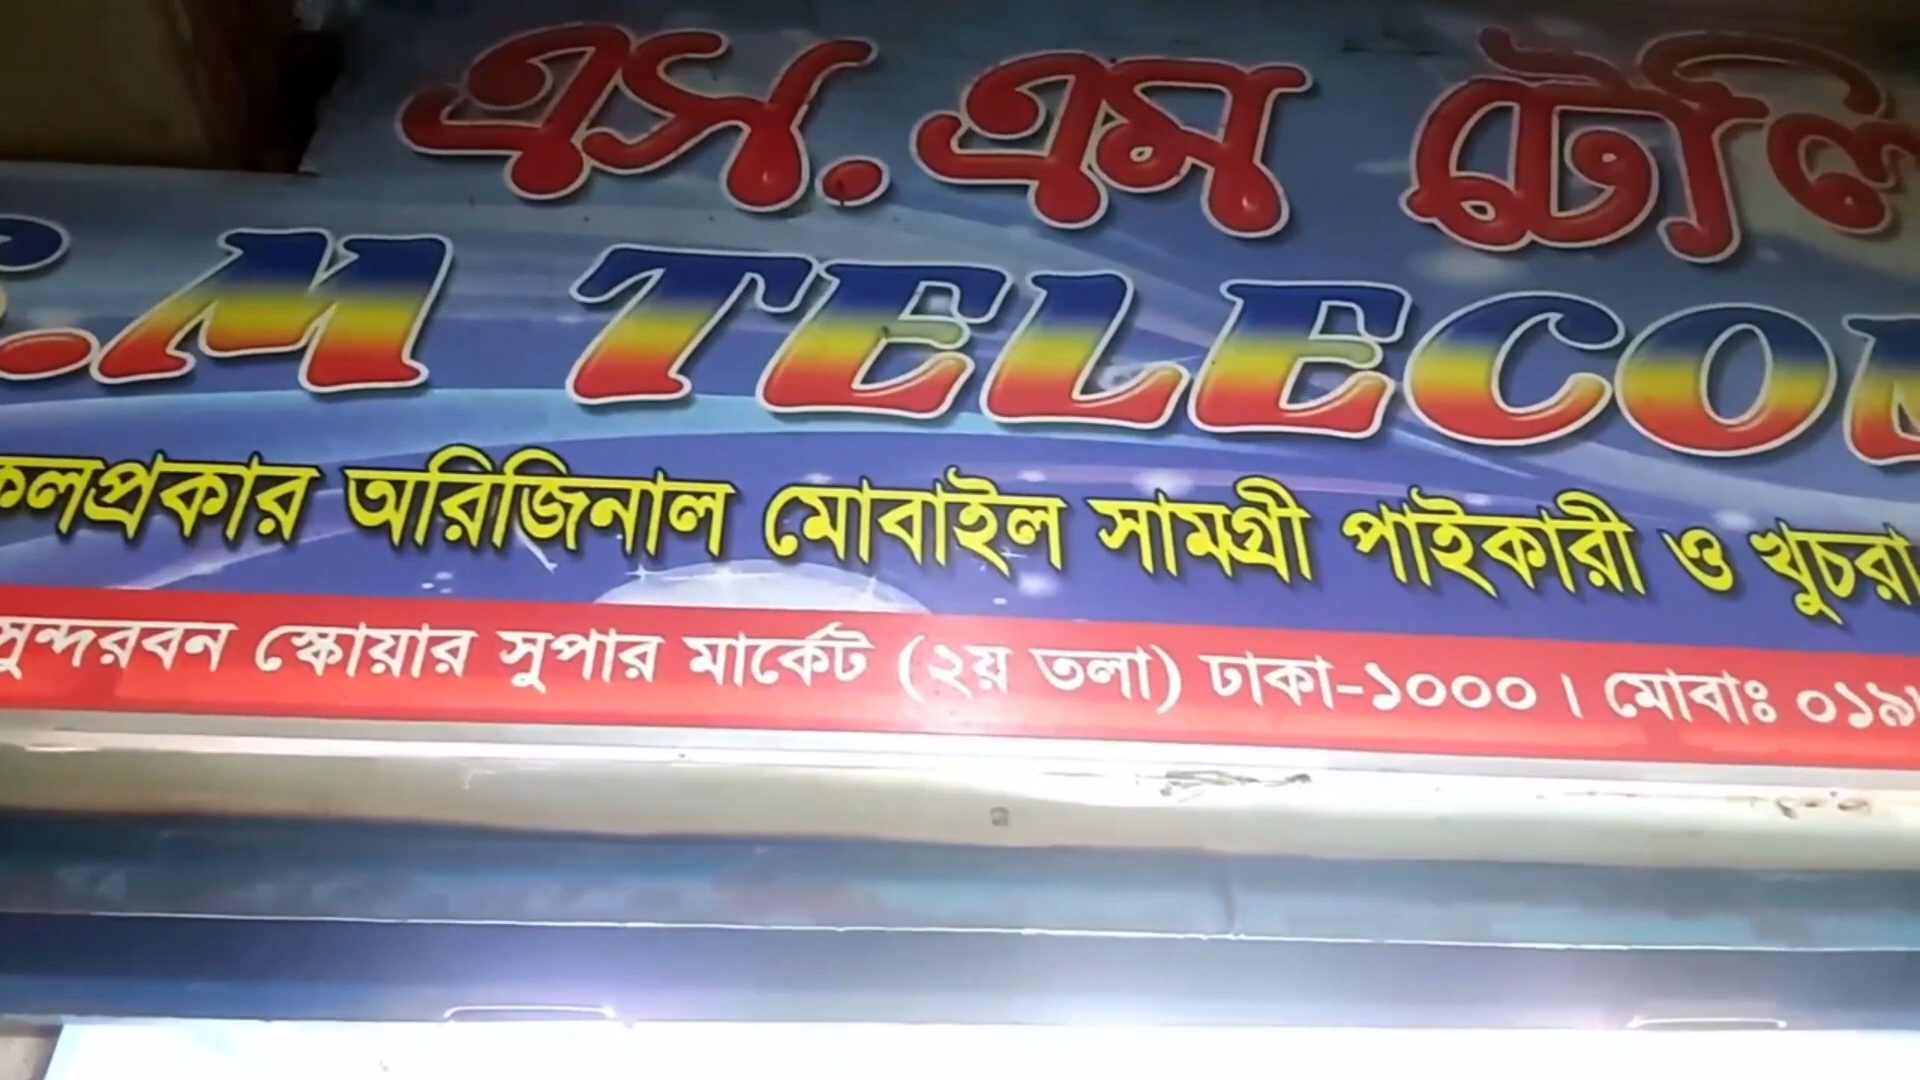 এস. এম টেলি
.M TELECO
কলপ্রকার অরিজিনাল মোবাইল সামগ্রী পাইকারী ও খুচরা
সুন্দরবন স্কোয়ার সুপার মার্কেট (২য় তলা) ঢাকা-১০০০। মোবাঃ ০১৯